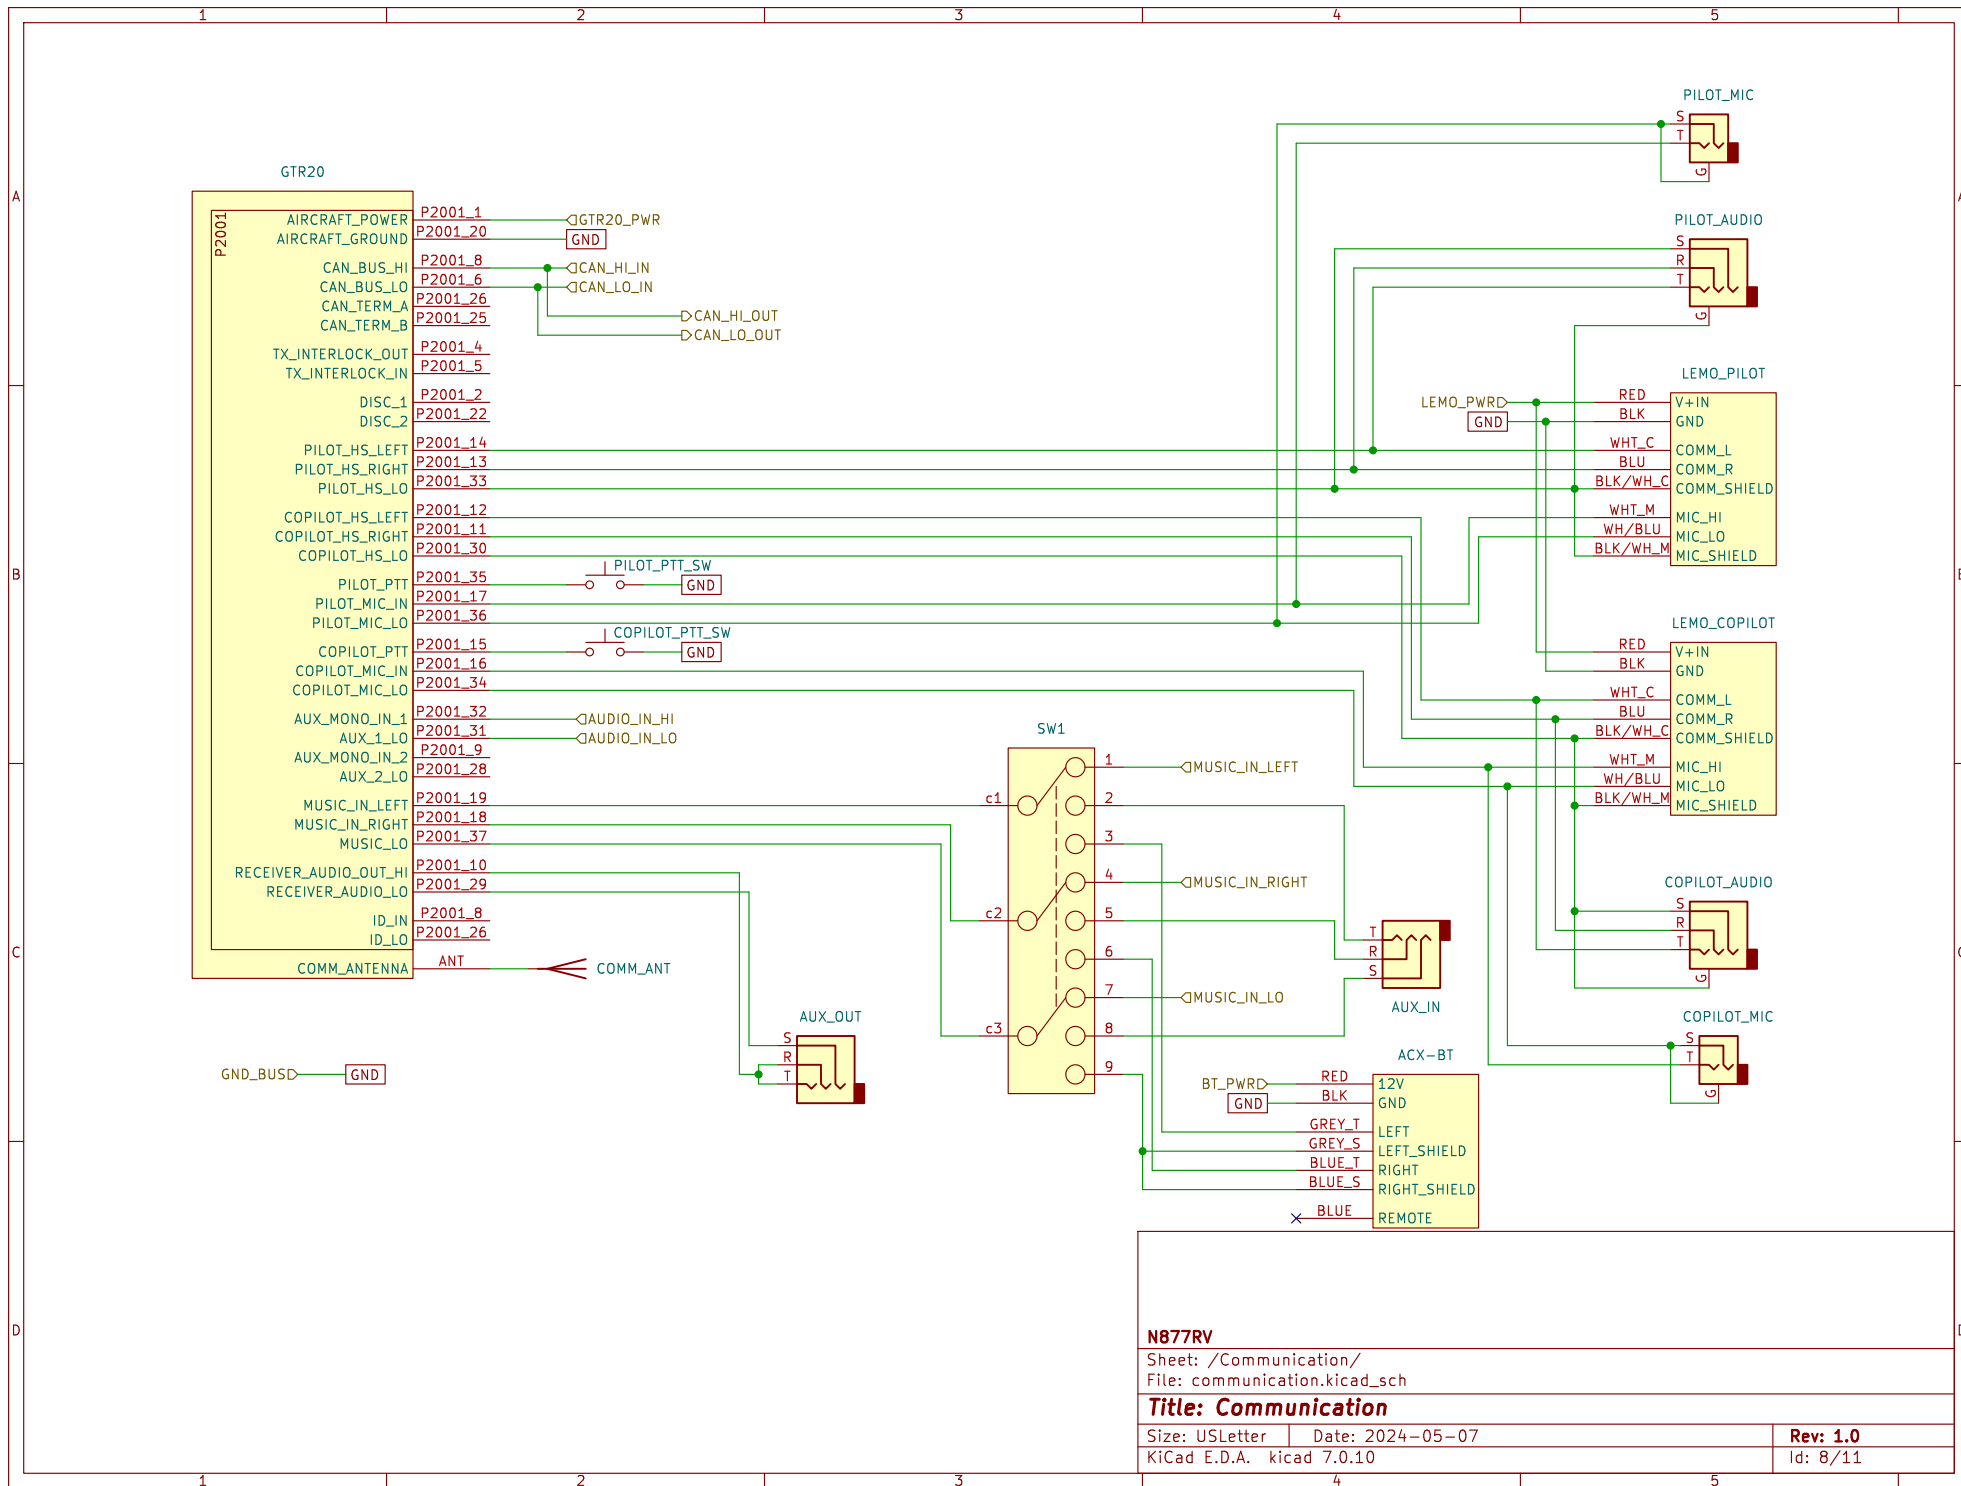 1 2 3 4 5
A
B
C
D
GTR20
P2001
AIRCRAFT_POWER P2001_1 GTR20_PWR
AIRCRAFT_GROUND P2001_20 GND
CAN_BUS_HI P2001_8 CAN_HI_IN
CAN_BUS_LO P2001_6 CAN_LO_IN
CAN_TERM_A P2001_26
CAN_HI_OUT
CAN_TERM_B P2001_25
CAN_LO_OUT
TX_INTERLOCK_OUT P2001_4
TX_INTERLOCK_IN P2001_5
DISC_1 P2001_2
DISC_2 P2001_22
PILOT_HS_LEFT P2001_14
PILOT_HS_RIGHT P2001_13
PILOT_HS_LO P2001_33
COPILOT_HS_LEFT P2001_12
COPILOT_HS_RIGHT P2001_11
COPILOT_HS_LO P2001_30
PILOT_PTT P2001_35 PILOT_PTT_SW GND
PILOT_MIC_IN P2001_17
PILOT_MIC_LO P2001_36
COPILOT_PTT P2001_15 COPILOT_PTT_SW GND
COPILOT_MIC_IN P2001_16
COPILOT_MIC_LO P2001_34
AUX_MONO_IN_1 P2001_32 AUDIO_IN_HI
AUX_1_LO P2001_31 AUDIO_IN_LO
AUX_MONO_IN_2 P2001_9
AUX_2_LO P2001_28
MUSIC_IN_LEFT P2001_19
MUSIC_IN_RIGHT P2001_18
MUSIC_LO P2001_37
RECEIVER_AUDIO_OUT_HI P2001_10
RECEIVER_AUDIO_LO P2001_29
ID_IN P2001_8
ID_LO P2001_26
COMM_ANTENNA ANT COMM_ANT
GND_BUS GND
AUX_OUT
S
R
T
SW1
1 MUSIC_IN_LEFT
c1 2
3
4 MUSIC_IN_RIGHT
c2 5
6
7 MUSIC_IN_LO
c3 8
9
T
R
S
AUX_IN
ACX-BT
BT_PWR RED 12V
GND BLK GND
GREY_T LEFT
GREY_S LEFT_SHIELD
BLUE_T RIGHT
BLUE_S RIGHT_SHIELD
BLUE REMOTE
PILOT_MIC
S
T
G
PILOT_AUDIO
S
R
T
G
LEMO_PILOT
LEMO_PWR RED V+IN
GND BLK GND
WHT_C COMM_L
BLU COMM_R
BLK/WH_C COMM_SHIELD
WHT_M MIC_HI
WH/BLU MIC_LO
BLK/WH_M MIC_SHIELD
LEMO_COPILOT
RED V+IN
BLK GND
WHT_C COMM_L
BLU COMM_R
BLK/WH_C COMM_SHIELD
WHT_M MIC_HI
WH/BLU MIC_LO
BLK/WH_M MIC_SHIELD
COPILOT_AUDIO
S
R
T
G
COPILOT_MIC
S
T
G
N877RV
Sheet: /Communication/
File: communication.kicad_sch
Title: Communication
Size: USLetter Date: 2024-05-07 Rev: 1.0
KiCad E.D.A. kicad 7.0.10 Id: 8/11
1 2 3 4 5